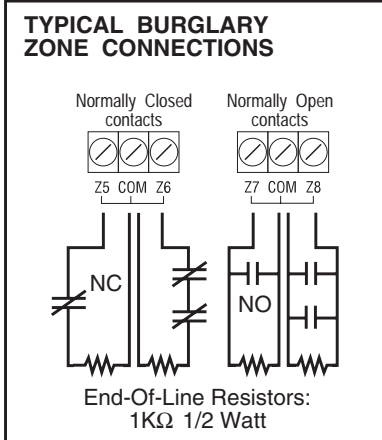 TYPICAL BURGLARY
ZONE CONNECTIONS
Normally Closed
contacts
Normally Open
contacts
Z5 COM Z6
Z7 COM Z8
NC
NO
End-Of-Line Resistors:
1KΩ 1/2 Watt